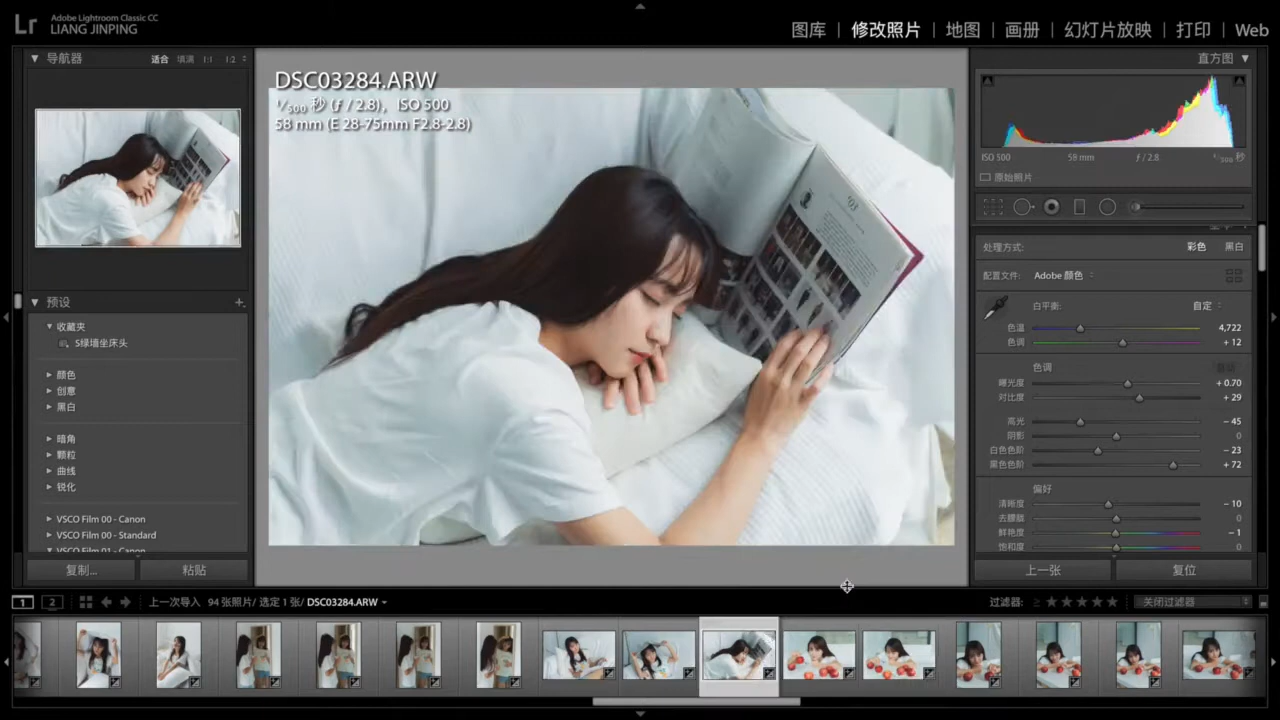 Lr
Adobe Lightroom Classic CC
LIANG JINPING
图库 | 修改照片 | 地图 | 画册 | 幻灯片放映 | 打印 | Web
导航器 适合 填满 1:1 1:2
直方图
DSC03284.ARW
1/500 秒 (ƒ / 2.8), ISO 500
58 mm (E 28-75mm F2.8-2.8)
ISO 500 58 mm ƒ / 2.8 1/500 秒
原始照片
处理方式: 彩色 黑白
配置文件: Adobe 颜色
白平衡: 自定
色温 4,722
色调 + 12
色调
曝光度 + 0.70
对比度 + 29
高光 – 45
阴影 0
白色色阶 – 23
黑色色阶 + 72
偏好
清晰度 – 10
去朦胧 0
鲜艳度 – 1
饱和度 0
预设
收藏夹
S绿墙坐床头
颜色
创意
黑白
暗角
颗粒
曲线
锐化
VSCO Film 00 - Canon
VSCO Film 00 - Standard
VSCO Film 01 - Canon
复制... 粘贴
上一张 复位
1 2 上一次导入 94 张照片/ 选定 1 张/ DSC03284.ARW
过滤器: 关闭过滤器